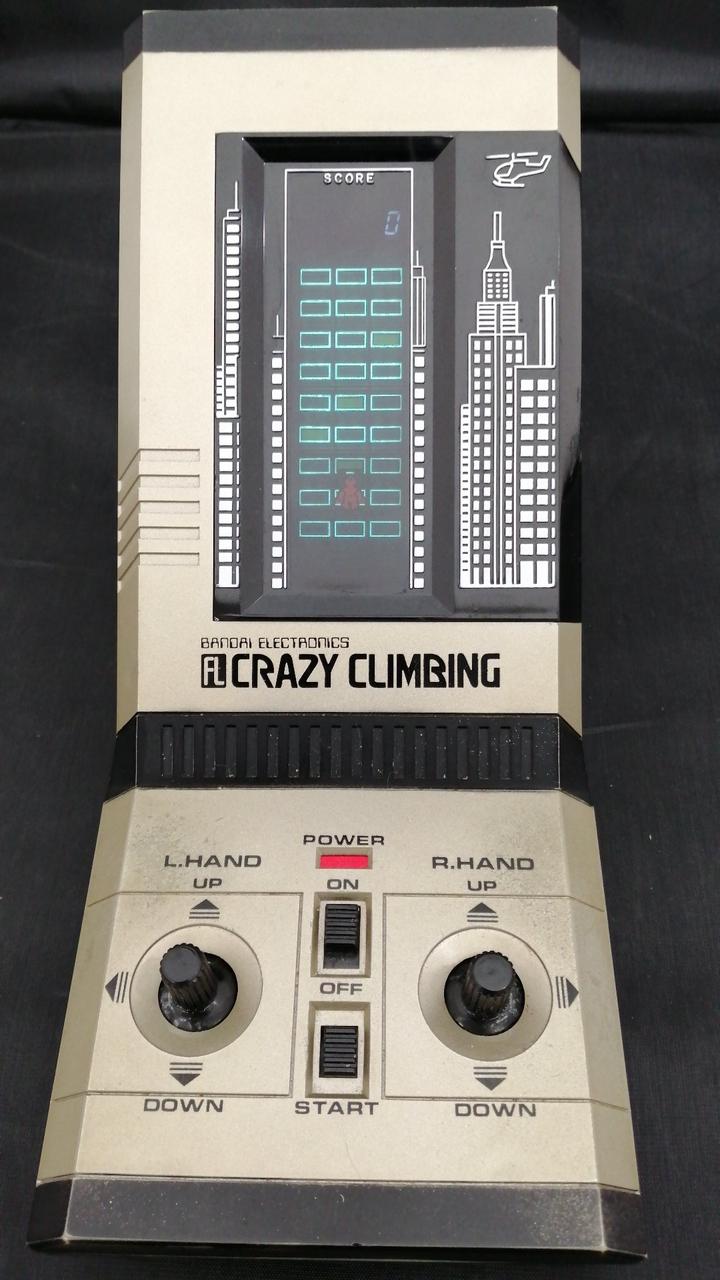 SCORE
0
BANDAI ELECTRONICS
FL CRAZY CLIMBING
POWER
L.HAND
R.HAND
UP
ON
UP
OFF
DOWN
START
DOWN